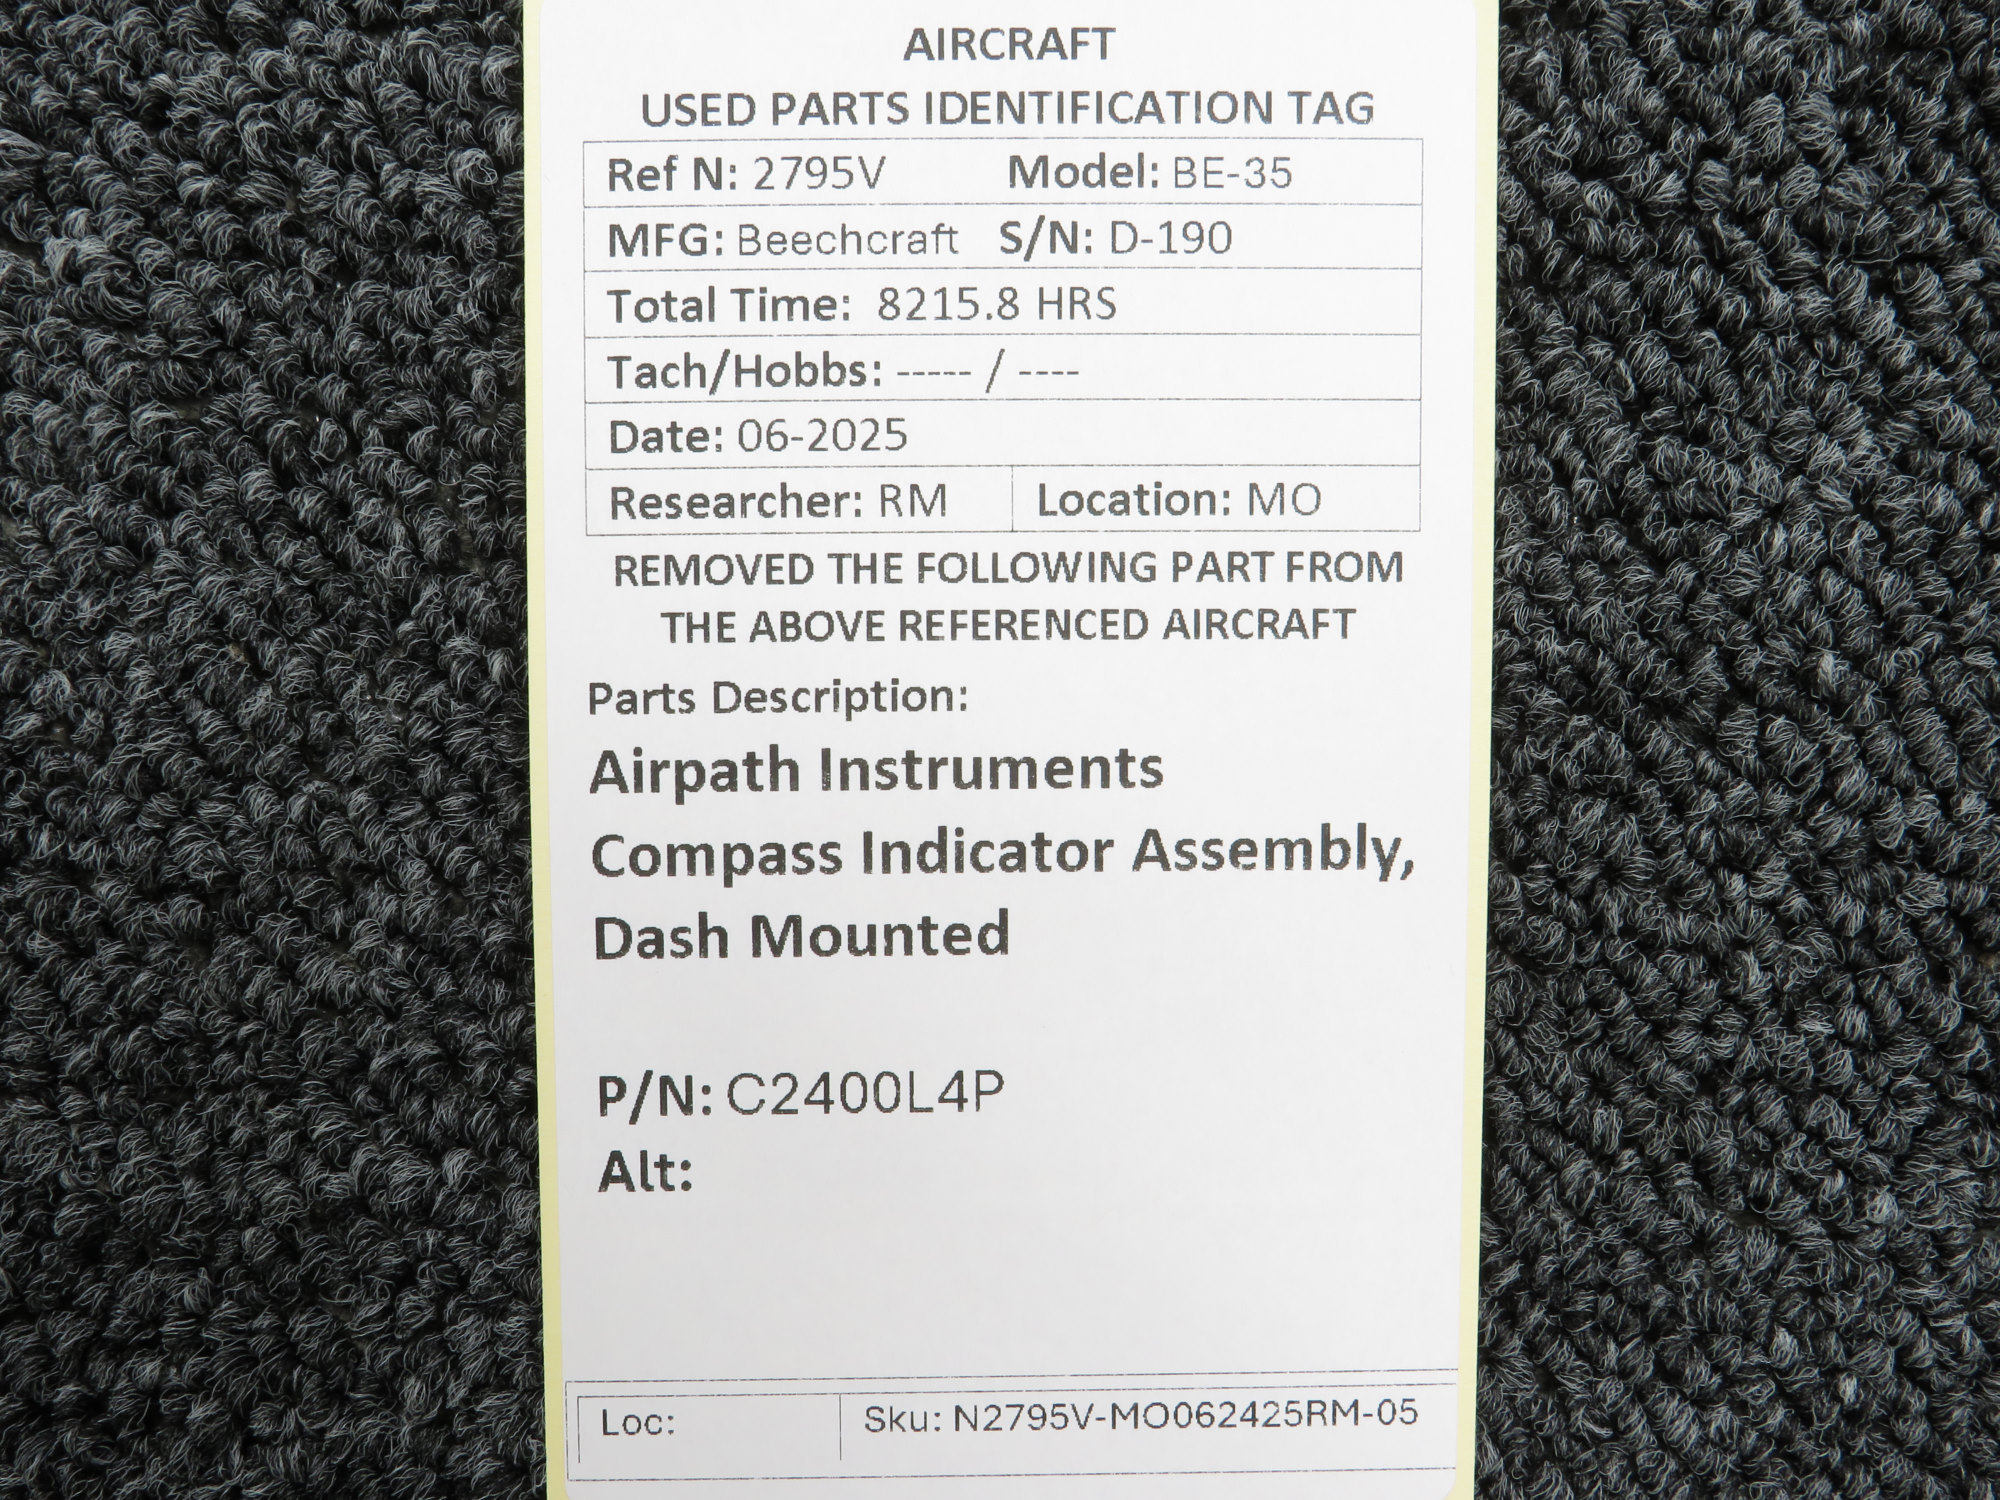 AIRCRAFT
USED PARTS IDENTIFICATION TAG
Ref N: 2795V Model: BE-35
MFG: Beechcraft S/N: D-190
Total Time: 8215.8 HRS
Tach/Hobbs: ----- / ----
Date: 06-2025
Researcher: RM Location: MO
REMOVED THE FOLLOWING PART FROM
THE ABOVE REFERENCED AIRCRAFT
Parts Description:
Airpath Instruments
Compass Indicator Assembly,
Dash Mounted
P/N: C2400L4P
Alt:
Loc: Sku: N2795V-MO062425RM-05